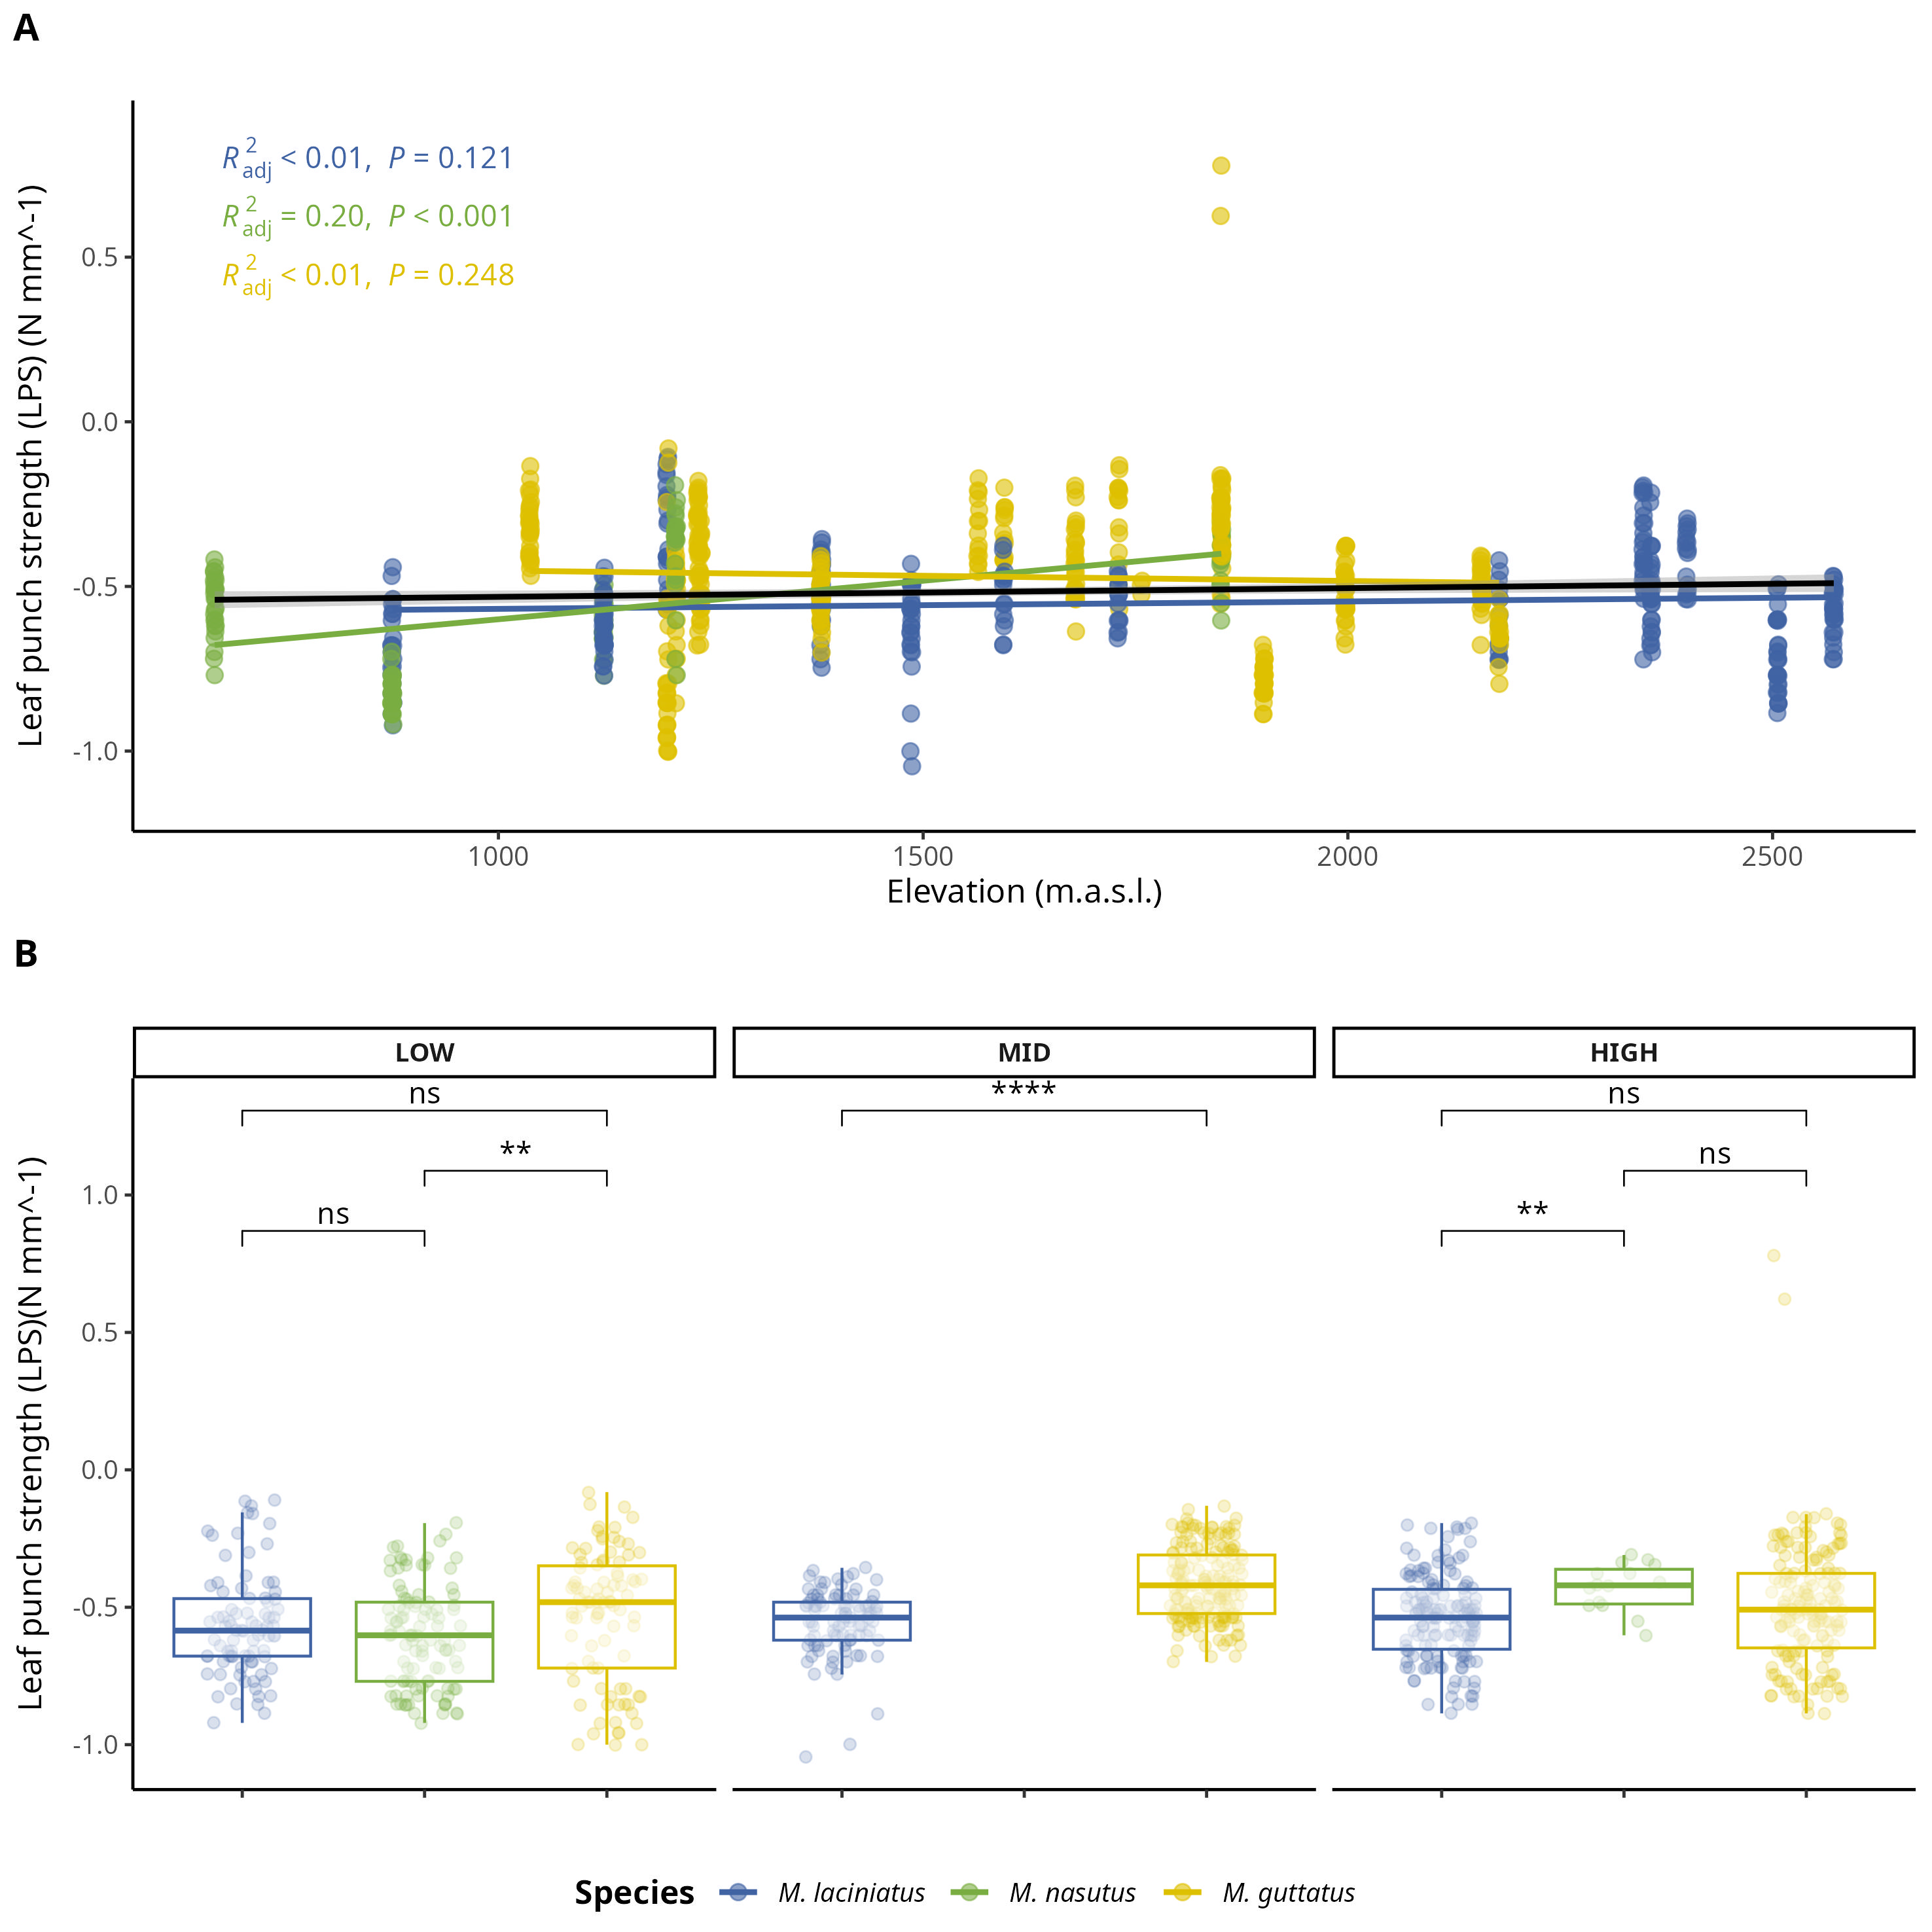 A
R²adj < 0.01, P = 0.121
R²adj = 0.20, P < 0.001
R²adj < 0.01, P = 0.248
Leaf punch strength (LPS) (N mm^-1)
0.5
0.0
-0.5
-1.0
1000 1500 2000 2500
Elevation (m.a.s.l.)
B
LOW MID HIGH
ns **** ns
** ns
ns **
Leaf punch strength (LPS)(N mm^-1)
1.0
0.5
0.0
-0.5
-1.0
Species M. laciniatus M. nasutus M. guttatus